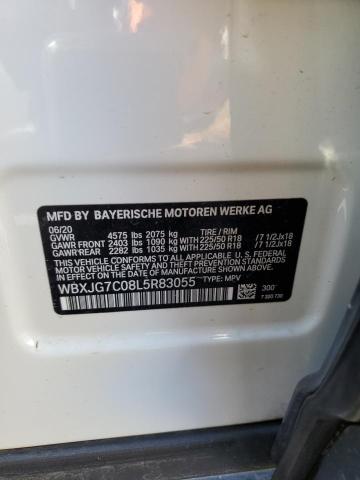 MFD BY BAYERISCHE MOTOREN WERKE AG
06/20 TIRE / RIM
GVWR 4575 lbs 2075 kg
GAWR FRONT 2403 lbs 1090 kg WITH 225/50 R18 /7 1/2Jx18
GAWR REAR 2282 lbs 1035 kg WITH 225/50 R18 /7 1/2Jx18
THIS VEHICLE CONFORMS TO ALL APPLICABLE U.S. FEDERAL
MOTOR VEHICLE SAFETY, BUMPER, AND THEFT PREVENTION
STANDARDS IN EFFECT ON THE DATE OF MANUFACTURE SHOWN ABOVE.
WBXJG7C08L5R83055 TYPE: MPV
300